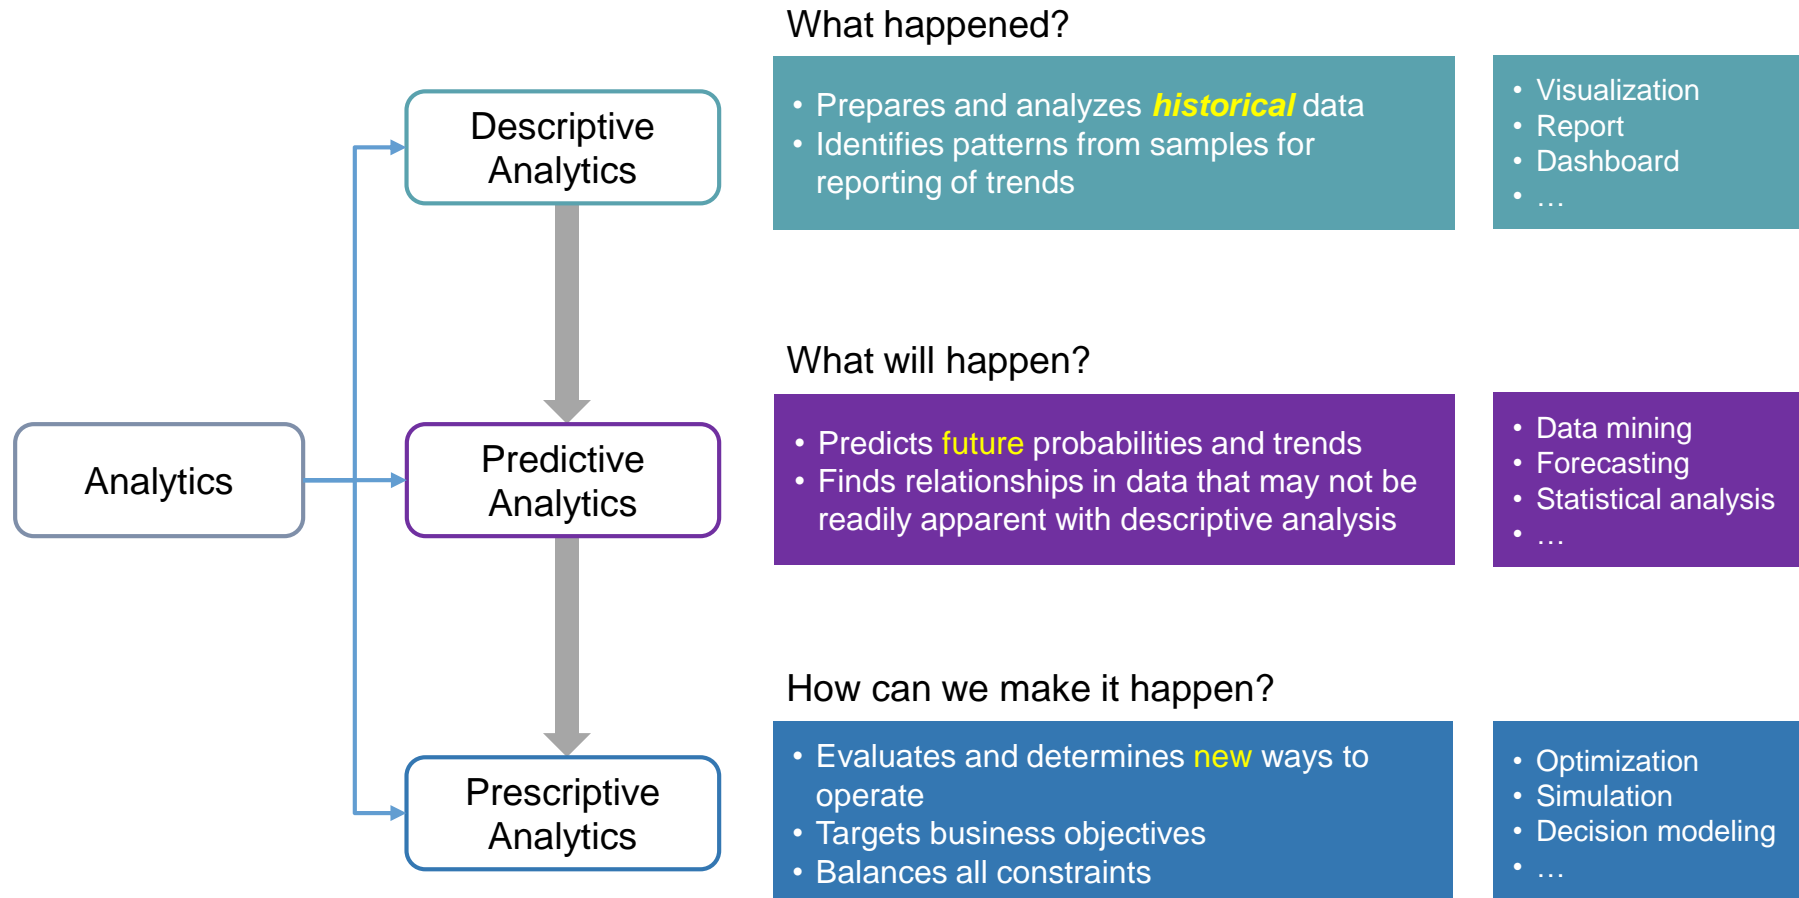 What happened?
Descriptive
Analytics
• Prepares and analyzes historical data
• Identifies patterns from samples for
reporting of trends
• Visualization
• Report
• Dashboard
• …
What will happen?
Analytics
Predictive
Analytics
• Predicts future probabilities and trends
• Finds relationships in data that may not be
readily apparent with descriptive analysis
• Data mining
• Forecasting
• Statistical analysis
• …
How can we make it happen?
Prescriptive
Analytics
• Evaluates and determines new ways to
operate
• Targets business objectives
• Balances all constraints
• Optimization
• Simulation
• Decision modeling
• …